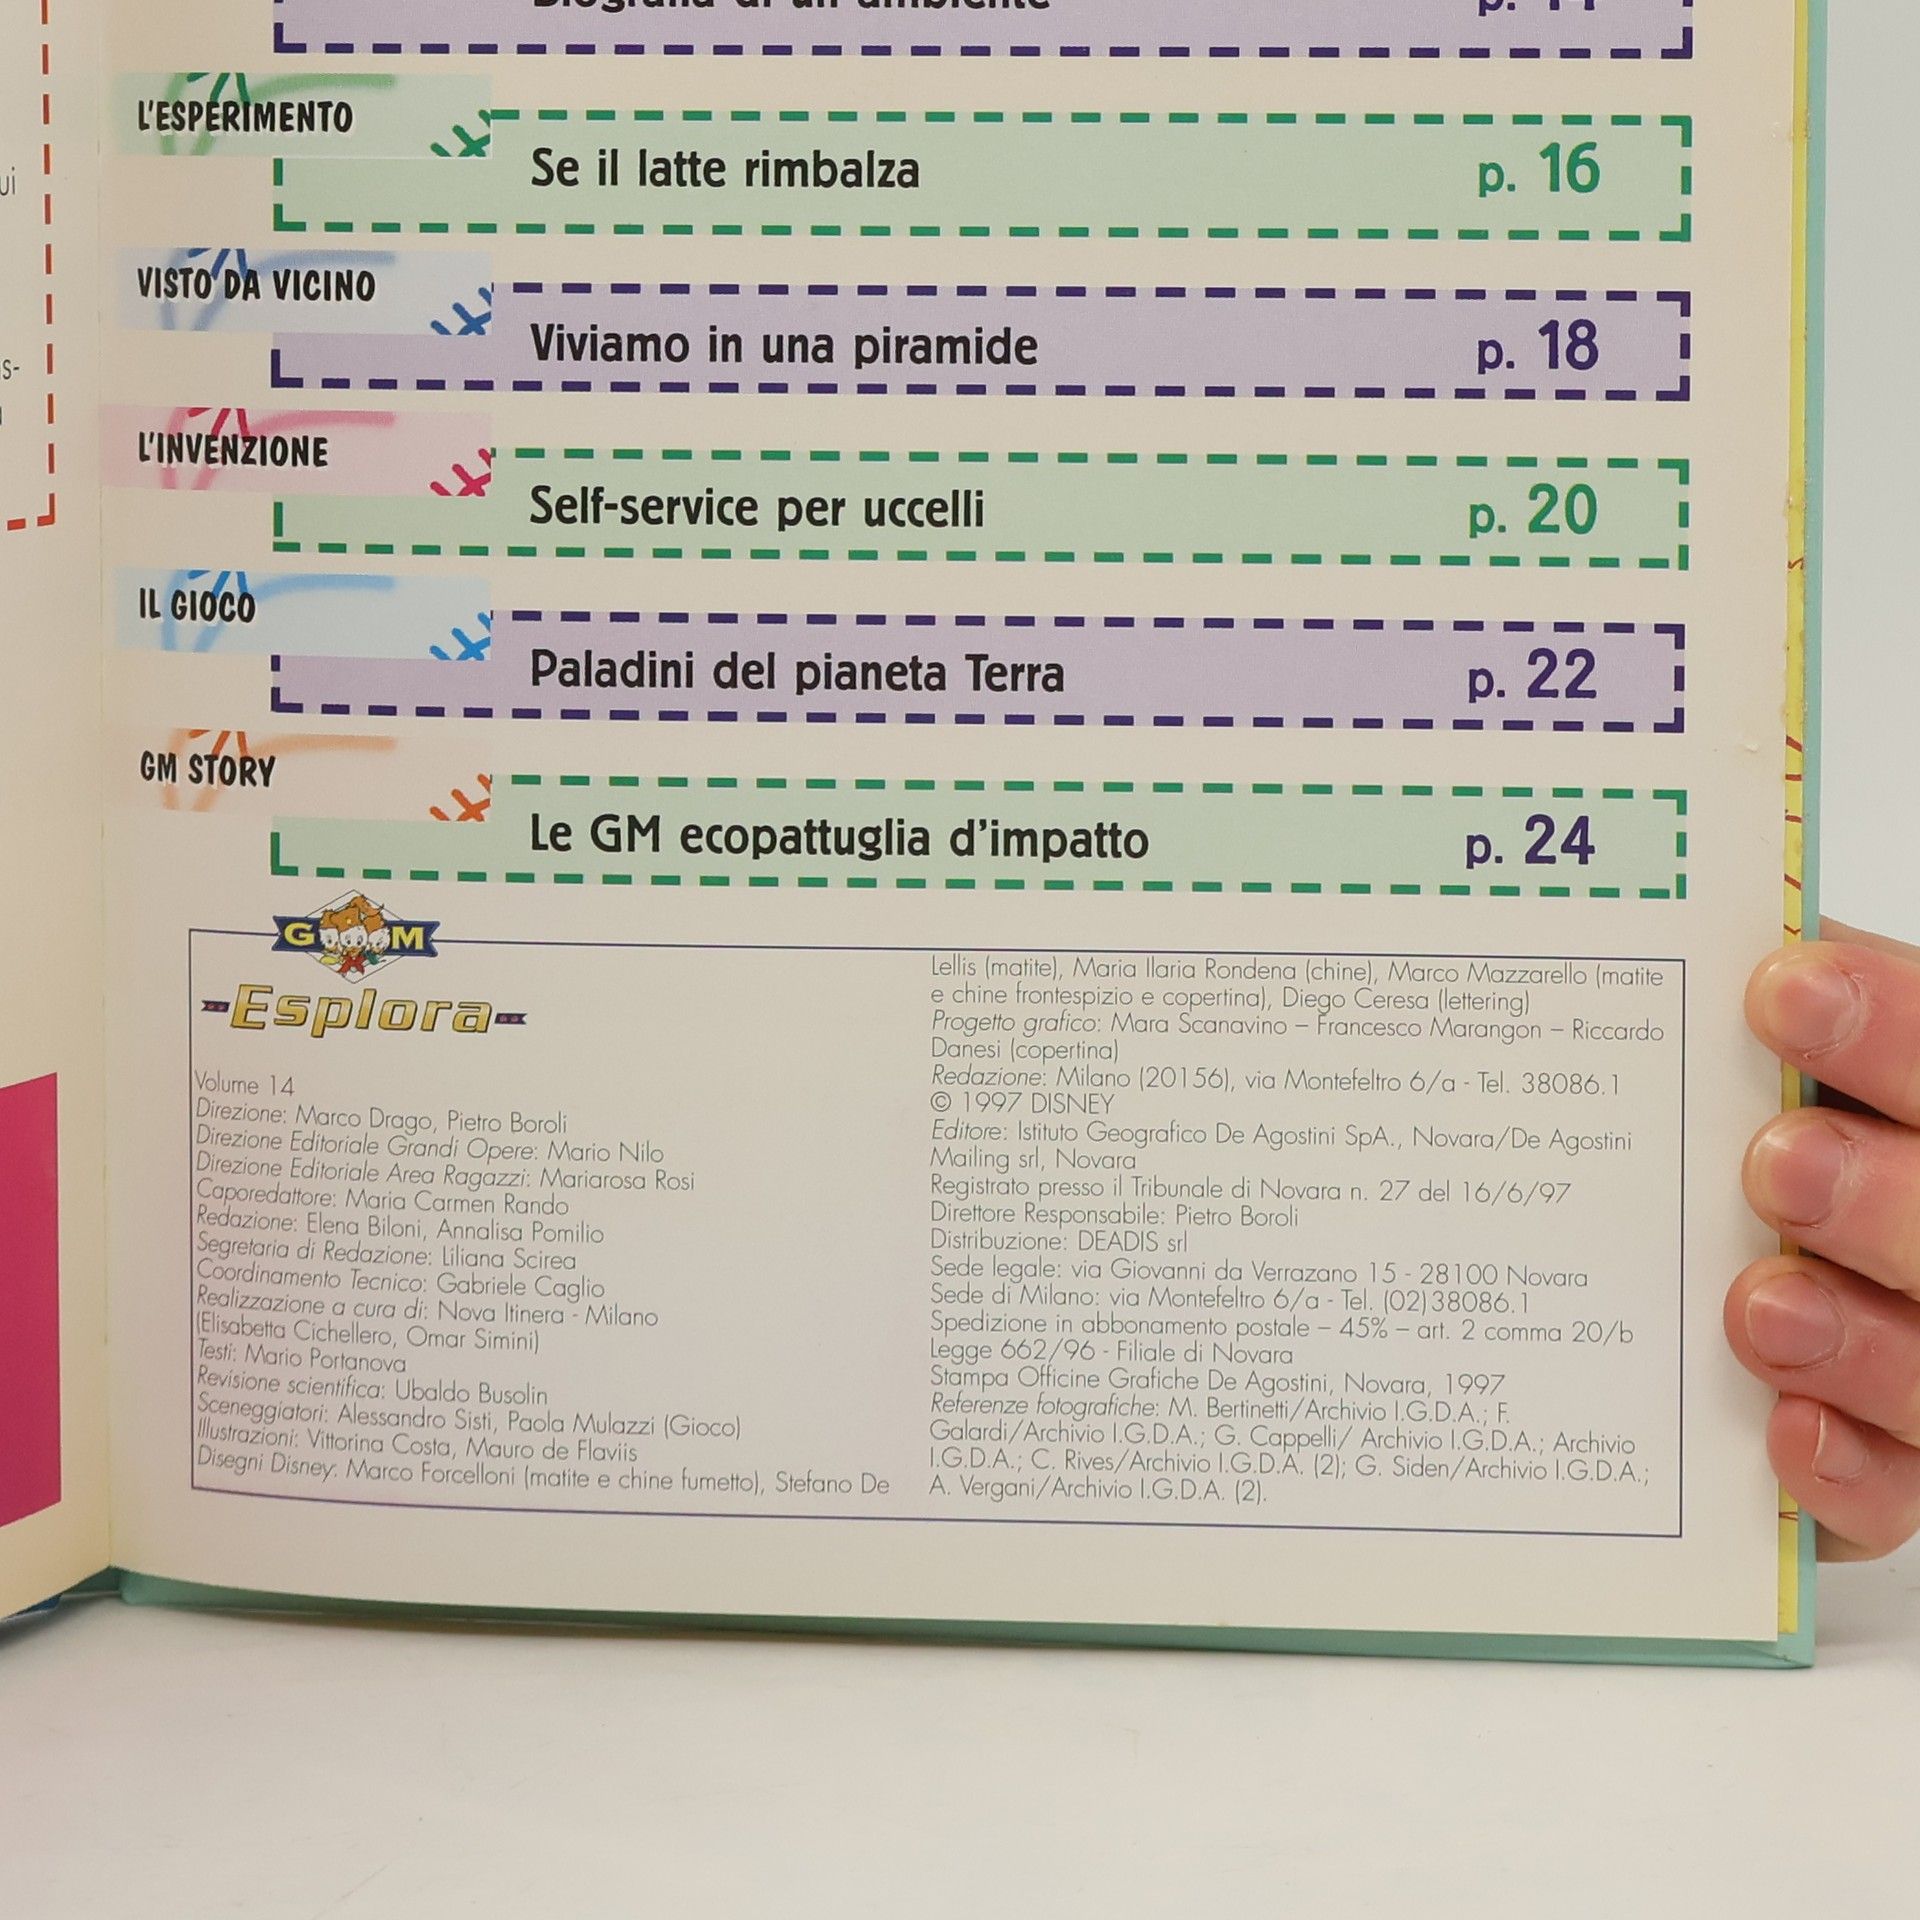 Biografia di un ambiente p. 14
L'ESPERIMENTO
Se il latte rimbalza p. 16
VISTO DA VICINO
Viviamo in una piramide p. 18
L'INVENZIONE
Self-service per uccelli p. 20
IL GIOCO
Paladini del pianeta Terra p. 22
GM STORY
Le GM ecopattuglia d'impatto p. 24
ui
s-
G M
Esplora
Volume 14
Direzione: Marco Drago, Pietro Boroli
Direzione Editoriale Grandi Opere: Mario Nilo
Direzione Editoriale Area Ragazzi: Mariarosa Rosi
Caporedattore: Maria Carmen Rando
Redazione: Elena Biloni, Annalisa Pomilio
Segretaria di Redazione: Liliana Scirea
Coordinamento Tecnico: Gabriele Caglio
Realizzazione a cura di: Nova Itinera - Milano
(Elisabetta Cichellero, Omar Simini)
Testi: Mario Portanova
Revisione scientifica: Ubaldo Busolin
Sceneggiatori: Alessandro Sisti, Paola Mulazzi (Gioco)
Illustrazioni: Vittorina Costa, Mauro de Flaviis
Disegni Disney: Marco Forcelloni (matite e chine fumetto), Stefano De
Lellis (matite), Maria Ilaria Rondena (chine), Marco Mazzarello (matite
e chine frontespizio e copertina), Diego Ceresa (lettering)
Progetto grafico: Mara Scanavino – Francesco Marangon – Riccardo
Danesi (copertina)
Redazione: Milano (20156), via Montefeltro 6/a - Tel. 38086.1
© 1997 DISNEY
Editore: Istituto Geografico De Agostini SpA., Novara/De Agostini
Mailing srl, Novara
Registrato presso il Tribunale di Novara n. 27 del 16/6/97
Direttore Responsabile: Pietro Boroli
Distribuzione: DEADIS srl
Sede legale: via Giovanni da Verrazano 15 - 28100 Novara
Sede di Milano: via Montefeltro 6/a - Tel. (02)38086.1
Spedizione in abbonamento postale – 45% – art. 2 comma 20/b
Legge 662/96 - Filiale di Novara
Stampa Officine Grafiche De Agostini, Novara, 1997
Referenze fotografiche: M. Bertinetti/Archivio I.G.D.A.; F.
Galardi/Archivio I.G.D.A.; G. Cappelli/ Archivio I.G.D.A.; Archivio
I.G.D.A.; C. Rives/Archivio I.G.D.A. (2); G. Siden/Archivio I.G.D.A.;
A. Vergani/Archivio I.G.D.A. (2).